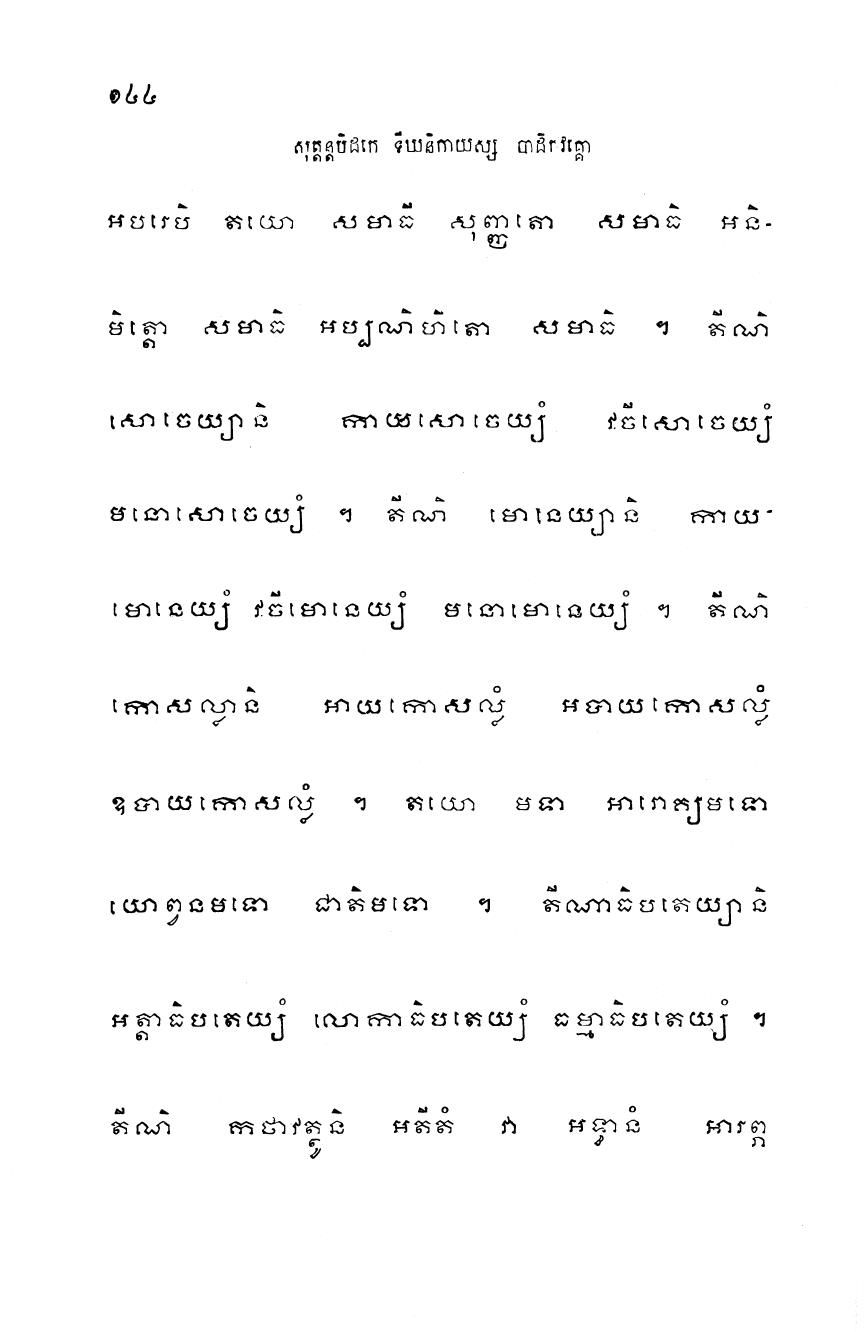 ១៤៤
សុត្តន្តបិដកេ ទីឃនិកាយស្ស បាដិកវគ្គោ
អបរេបិ តយោ សមាធី សុញ្ញតោ សមាធិ អនិ-
មិត្តោ សមាធិ អប្បណិហិតោ សមាធិ ។ តីណិ
សោចេយ្យានិ កាយសោចេយ្យំ វចីសោចេយ្យំ
មនោសោចេយ្យំ ។ តីណិ មោនេយ្យានិ កាយ-
មោនេយ្យំ វចីមោនេយ្យំ មនោមោនេយ្យំ ។ តីណិ
កោសល្លានិ អាយកោសល្លំ អបាយកោសល្លំ
ឧបាយកោសល្លំ ។ តយោ មទា អារោគ្យមទោ
យោព្វនមទោ ជាតិមទោ ។ តីណាធិបតេយ្យានិ
អត្តាធិបតេយ្យំ លោកាធិបតេយ្យំ ធម្មាធិបតេយ្យំ ។
តីណិ កថាវត្ថូនិ អតីតំ វា អទ្ធានំ អារព្ភ